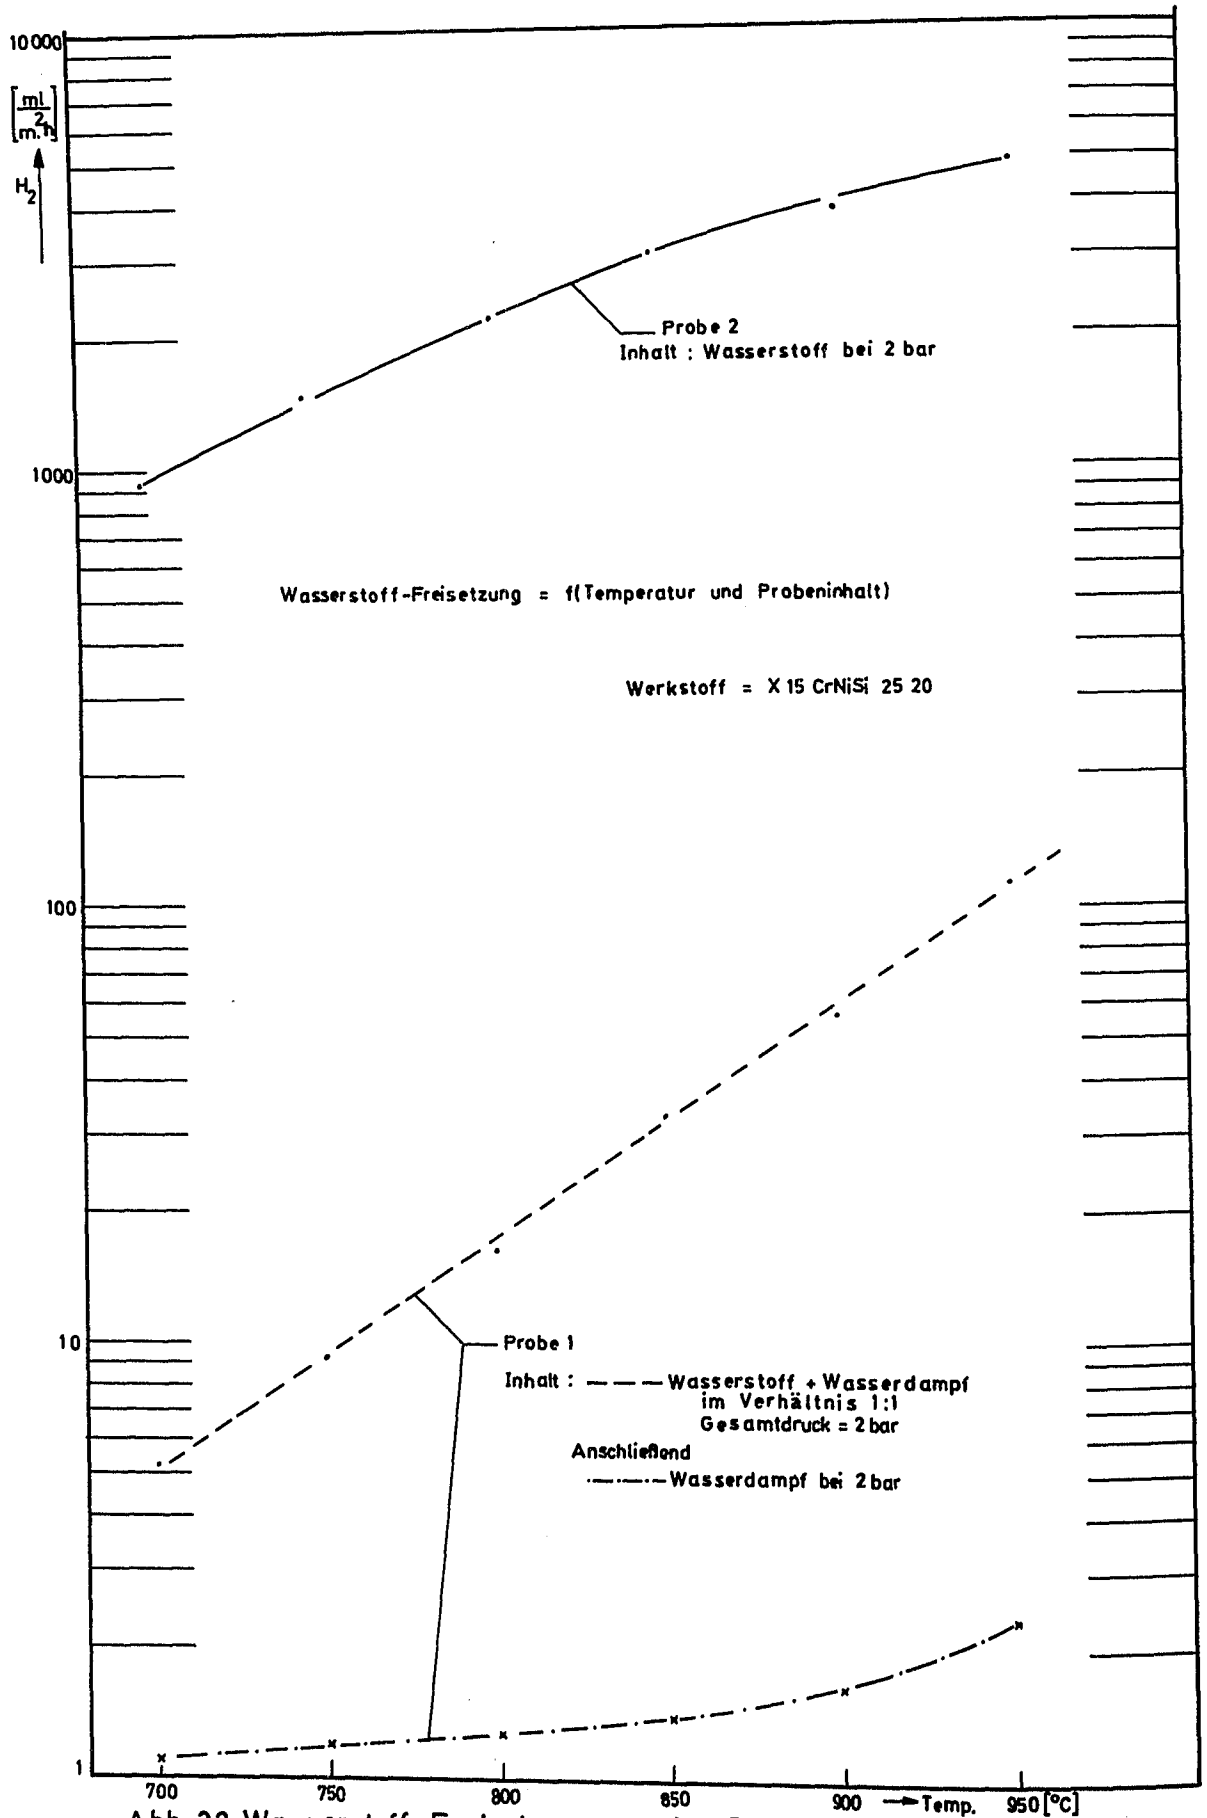 10 000
[ml/m².h]
H₂
Probe 2
Inhalt : Wasserstoff bei 2 bar
1000
Wasserstoff-Freisetzung = f(Temperatur und Probeninhalt)
Werkstoff = X 15 CrNiSi 25 20
100
10
Probe 1
Inhalt : Wasserstoff + Wasserdampf
im Verhältnis 1:1
Gesamtdruck = 2 bar
Anschließend
Wasserdampf bei 2 bar
1
700 750 800 850 900 Temp. 950 [°C]